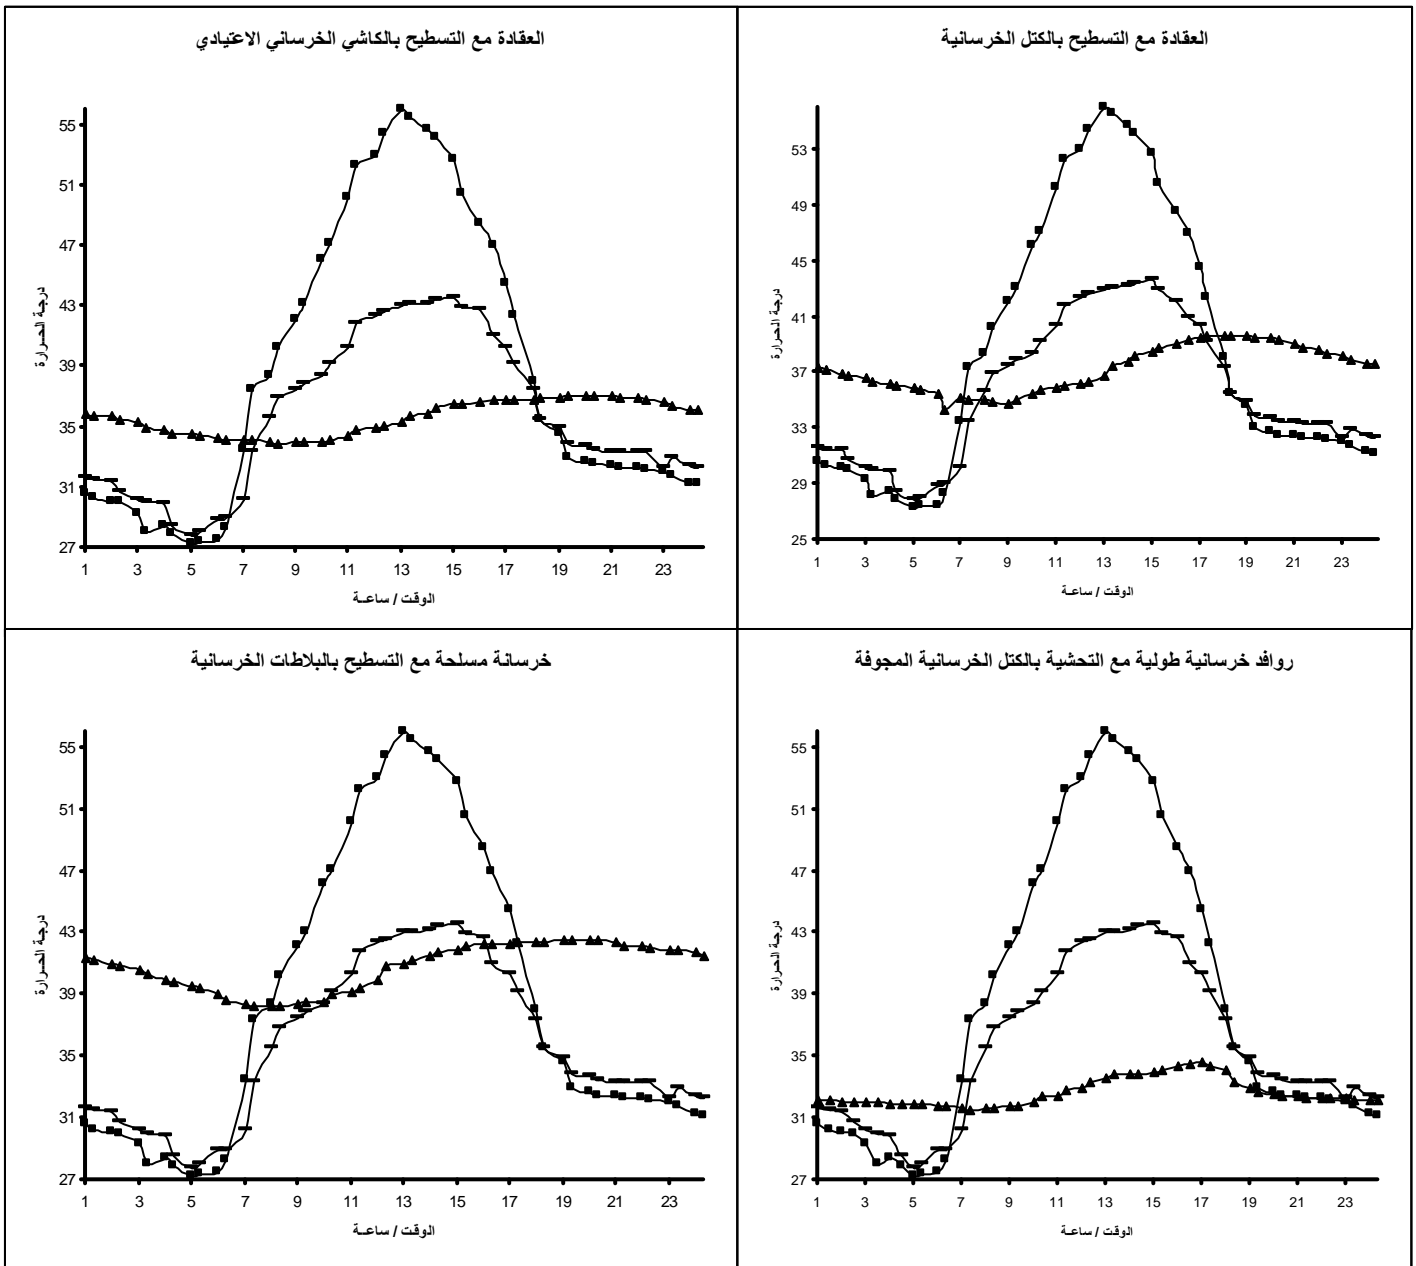 العقادة مع التسطيح بالكتل الخرسانية
درجة الحرارة
53
49
45
41
37
33
29
25
1 3 5 7 9 11 13 15 17 19 21 23
الوقت / ساعة
العقادة مع التسطيح بالكاشي الخرساني الاعتيادي
درجة الحرارة
55
51
47
43
39
35
31
27
1 3 5 7 9 11 13 15 17 19 21 23
الوقت / ساعة
روافد خرسانية طولية مع التحشية بالكتل الخرسانية المجوفة
درجة الحرارة
55
51
47
43
39
35
31
27
1 3 5 7 9 11 13 15 17 19 21 23
الوقت / ساعة
خرسانة مسلحة مع التسطيح بالبلاطات الخرسانية
درجة الحرارة
55
51
47
43
39
35
31
27
1 3 5 7 9 11 13 15 17 19 21 23
الوقت / ساعة